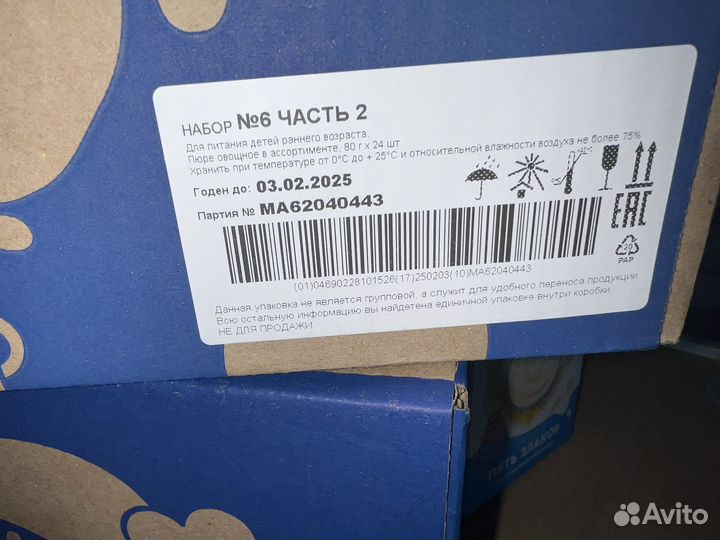 НАБОР №6 ЧАСТЬ 2
Для питания детей раннего возраста.
Пюре овощное в ассортименте, 80 г х 24 шт
Хранить при температуре от 0°С до + 25°С и относительной влажности воздуха не более 75%
Годен до: 03.02.2025
Партия № MA62040443
EAC
20
PAP
(01)04690228101526(17)250203(10)MA62040443
Данная упаковка не является групповой, а служит для удобного переноса продукции.
Всю остальную информацию вы найдете на единичной упаковке внутри коробки.
НЕ ДЛЯ ПРОДАЖИ
ПЯТЬ ЗЛАКОВ
Avito